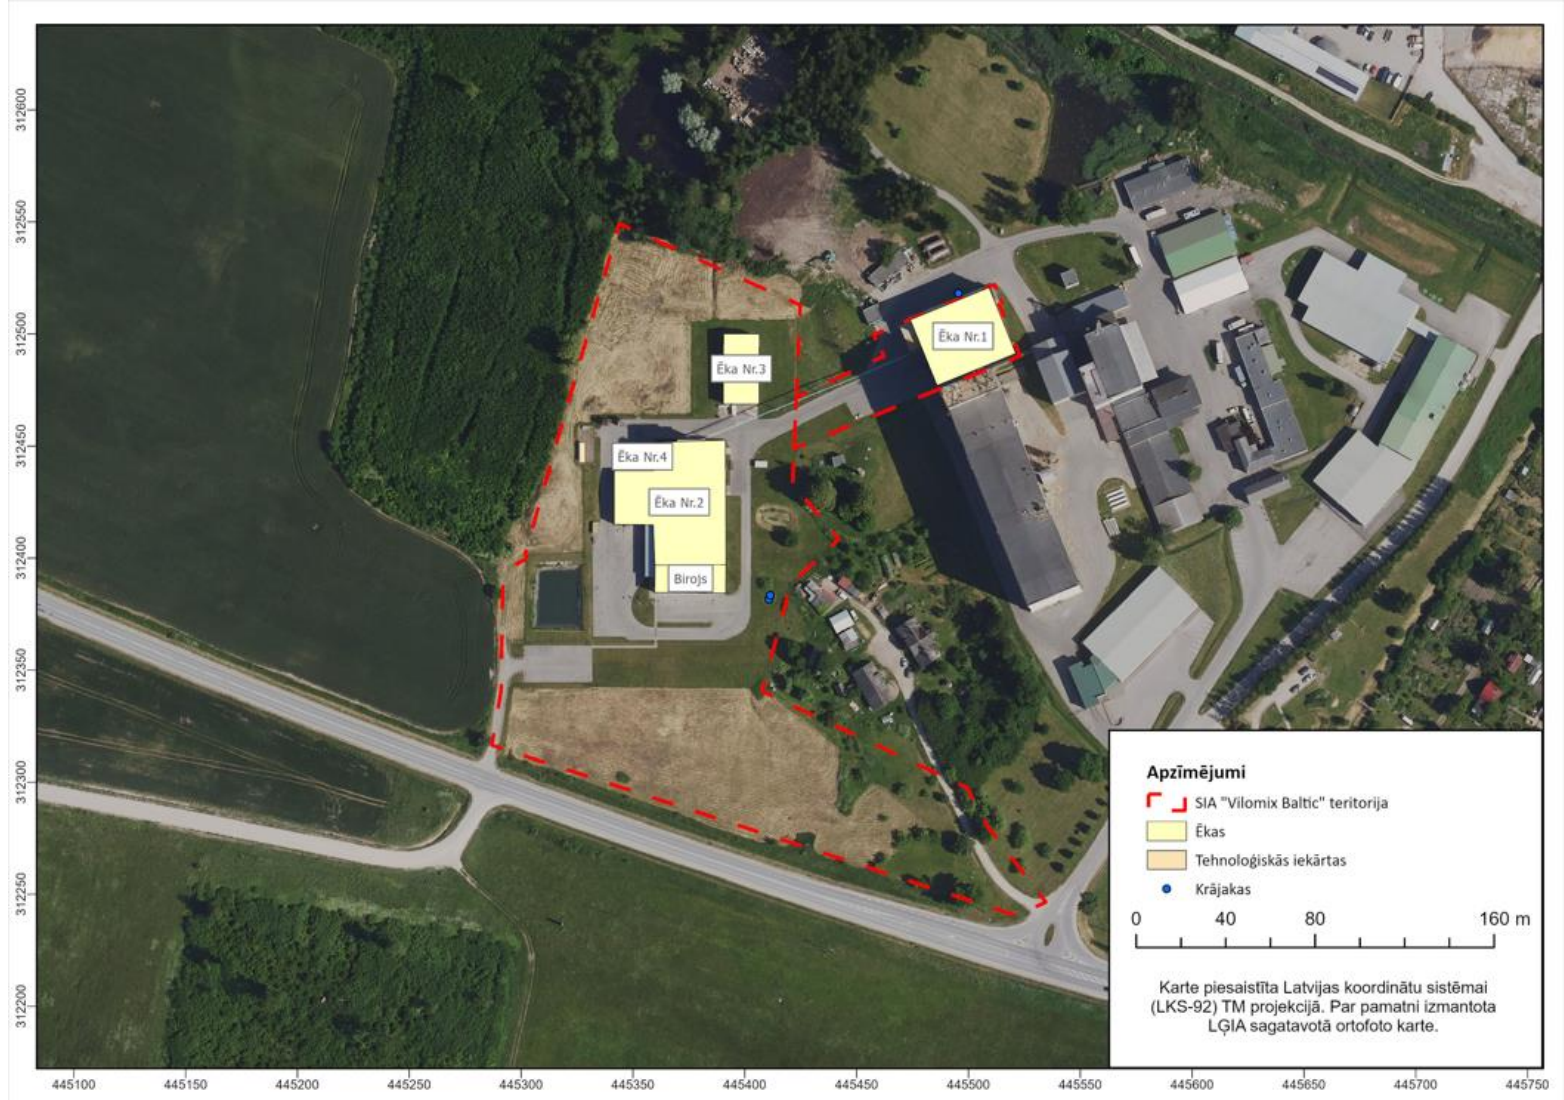 312600
312550
312500
312450
312400
312350
312300
312250
312200
Ēka Nr.1
Ēka Nr.3
Ēka Nr.4
Ēka Nr.2
Birojs
Apzīmējumi
SIA "Vilomix Baltic" teritorija
Ēkas
Tehnoloģiskās iekārtas
Krājakas
0 40 80 160 m
Karte piesaistīta Latvijas koordinātu sistēmai
(LKS-92) TM projekcijā. Par pamatni izmantota
LĢIA sagatavotā ortofoto karte.
445100 445150 445200 445250 445300 445350 445400 445450 445500 445550 445600 445650 445700 445750